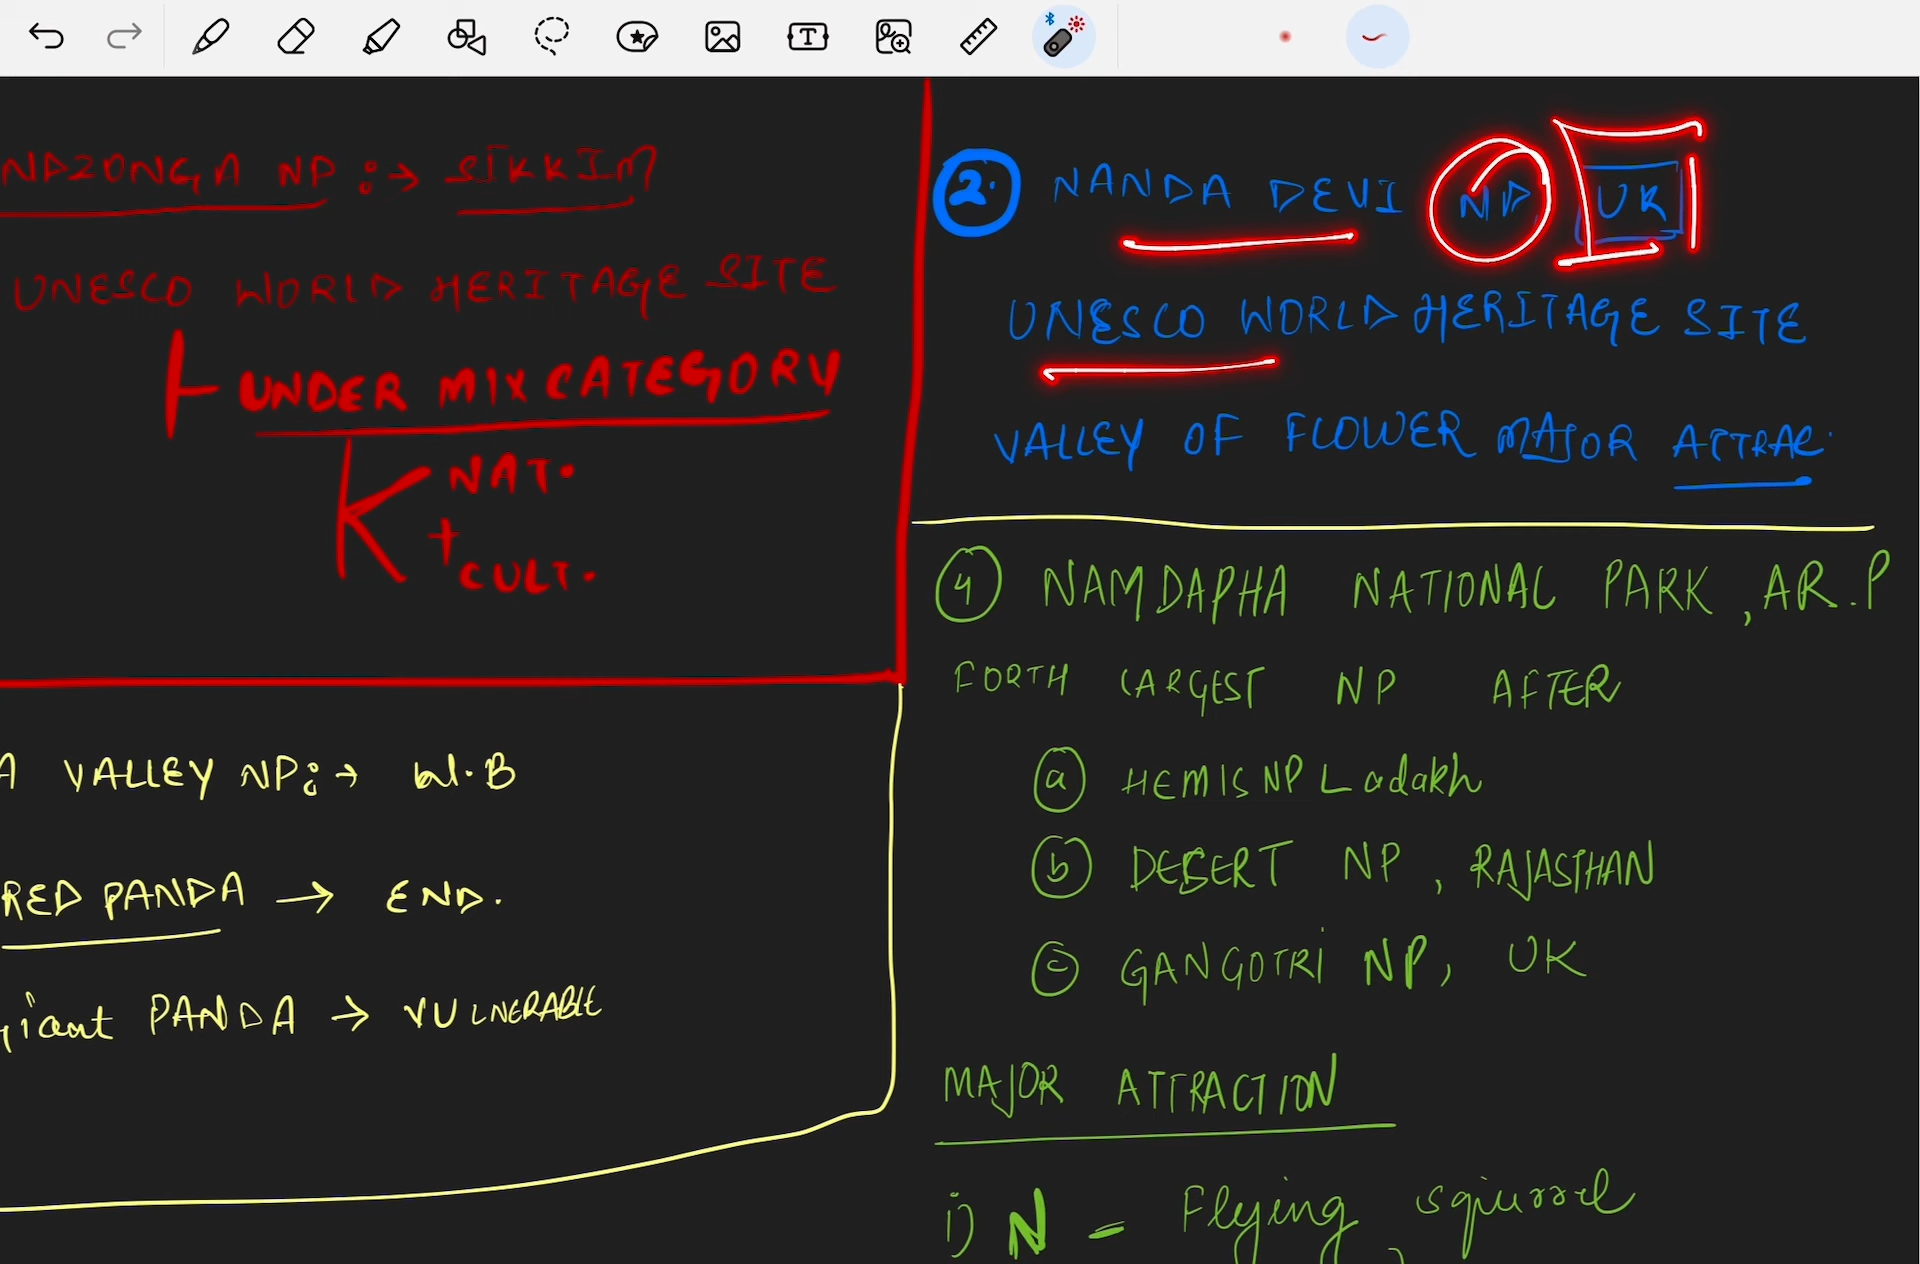 NDZONGA NP :→ SIKKIM
UNESCO WORLD HERITAGE SITE
UNDER MIX CATEGORY
NAT.
+
CULT.
2. NANDA DEVI NP UK
UNESCO WORLD HERITAGE SITE
VALLEY OF FLOWER MAJOR ATTRAC.
A VALLEY NP :→ W.B
RED PANDA → END.
giant PANDA → VULNERABLE
4 NAMDAPHA NATIONAL PARK, AR.P
FORTH LARGEST NP AFTER
a HEMIS NP Ladakh
b DESERT NP, RAJASTHAN
c GANGOTRI NP, UK
MAJOR ATTRACTION
i) N - Flying squirrel